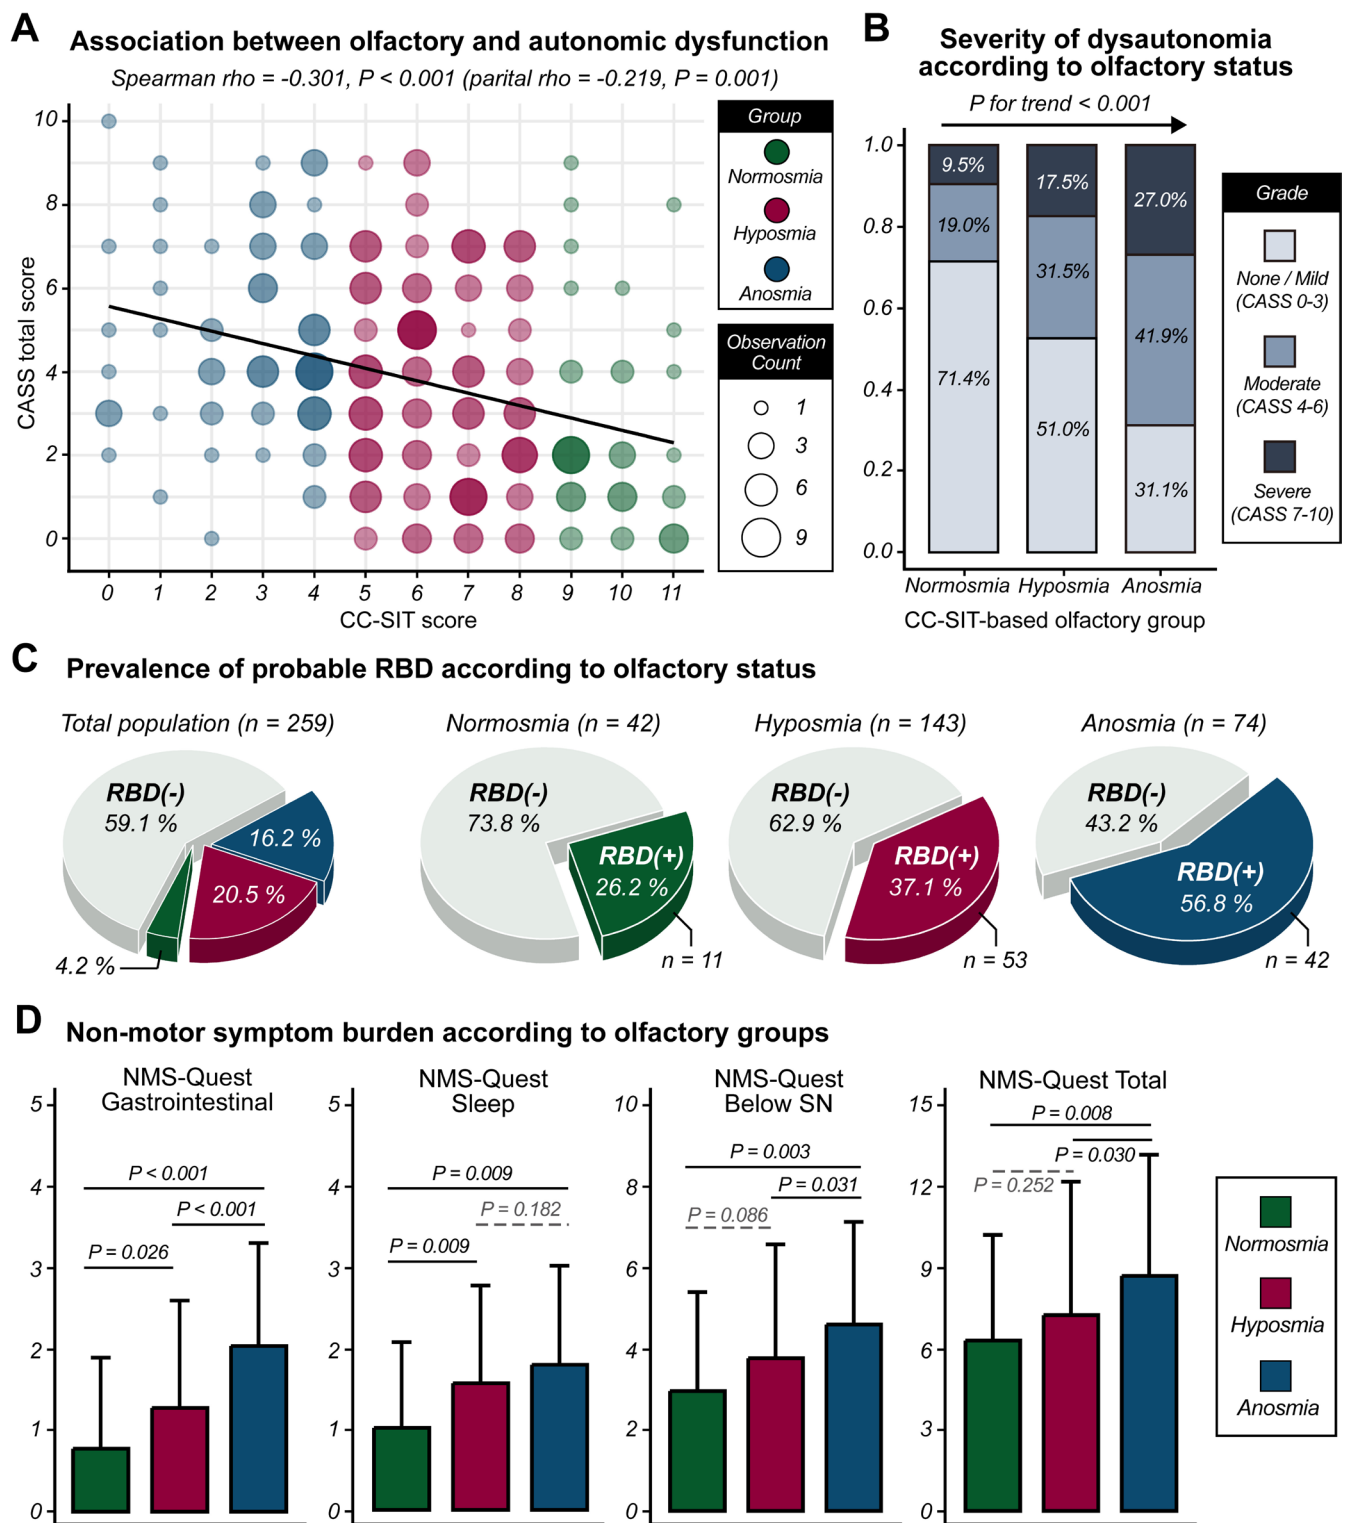 A
Association between olfactory and autonomic dysfunction
Spearman rho = -0.301, P < 0.001 (parital rho = -0.219, P = 0.001)
CASS total score
10
8
6
4
2
0
0 1 2 3 4 5 6 7 8 9 10 11
CC-SIT score
Group
Normosmia
Hyposmia
Anosmia
Observation
Count
1
3
6
9
B
Severity of dysautonomia
according to olfactory status
P for trend < 0.001
1.0
0.8
0.6
0.4
0.2
0.0
9.5%
19.0%
71.4%
17.5%
31.5%
51.0%
27.0%
41.9%
31.1%
Normosmia Hyposmia Anosmia
CC-SIT-based olfactory group
Grade
None / Mild
(CASS 0-3)
Moderate
(CASS 4-6)
Severe
(CASS 7-10)
C
Prevalence of probable RBD according to olfactory status
Total population (n = 259)
RBD(-)
59.1 %
16.2 %
20.5 %
4.2 %
Normosmia (n = 42)
RBD(-)
73.8 %
RBD(+)
26.2 %
n = 11
Hyposmia (n = 143)
RBD(-)
62.9 %
RBD(+)
37.1 %
n = 53
Anosmia (n = 74)
RBD(-)
43.2 %
RBD(+)
56.8 %
n = 42
D
Non-motor symptom burden according to olfactory groups
NMS-Quest
Gastrointestinal
5
4
3
2
1
0
P < 0.001
P < 0.001
P = 0.026
NMS-Quest
Sleep
5
4
3
2
1
0
P = 0.009
P = 0.182
P = 0.009
NMS-Quest
Below SN
10
8
6
4
2
0
P = 0.003
P = 0.031
P = 0.086
NMS-Quest Total
15
12
9
6
3
0
P = 0.008
P = 0.030
P = 0.252
Normosmia
Hyposmia
Anosmia